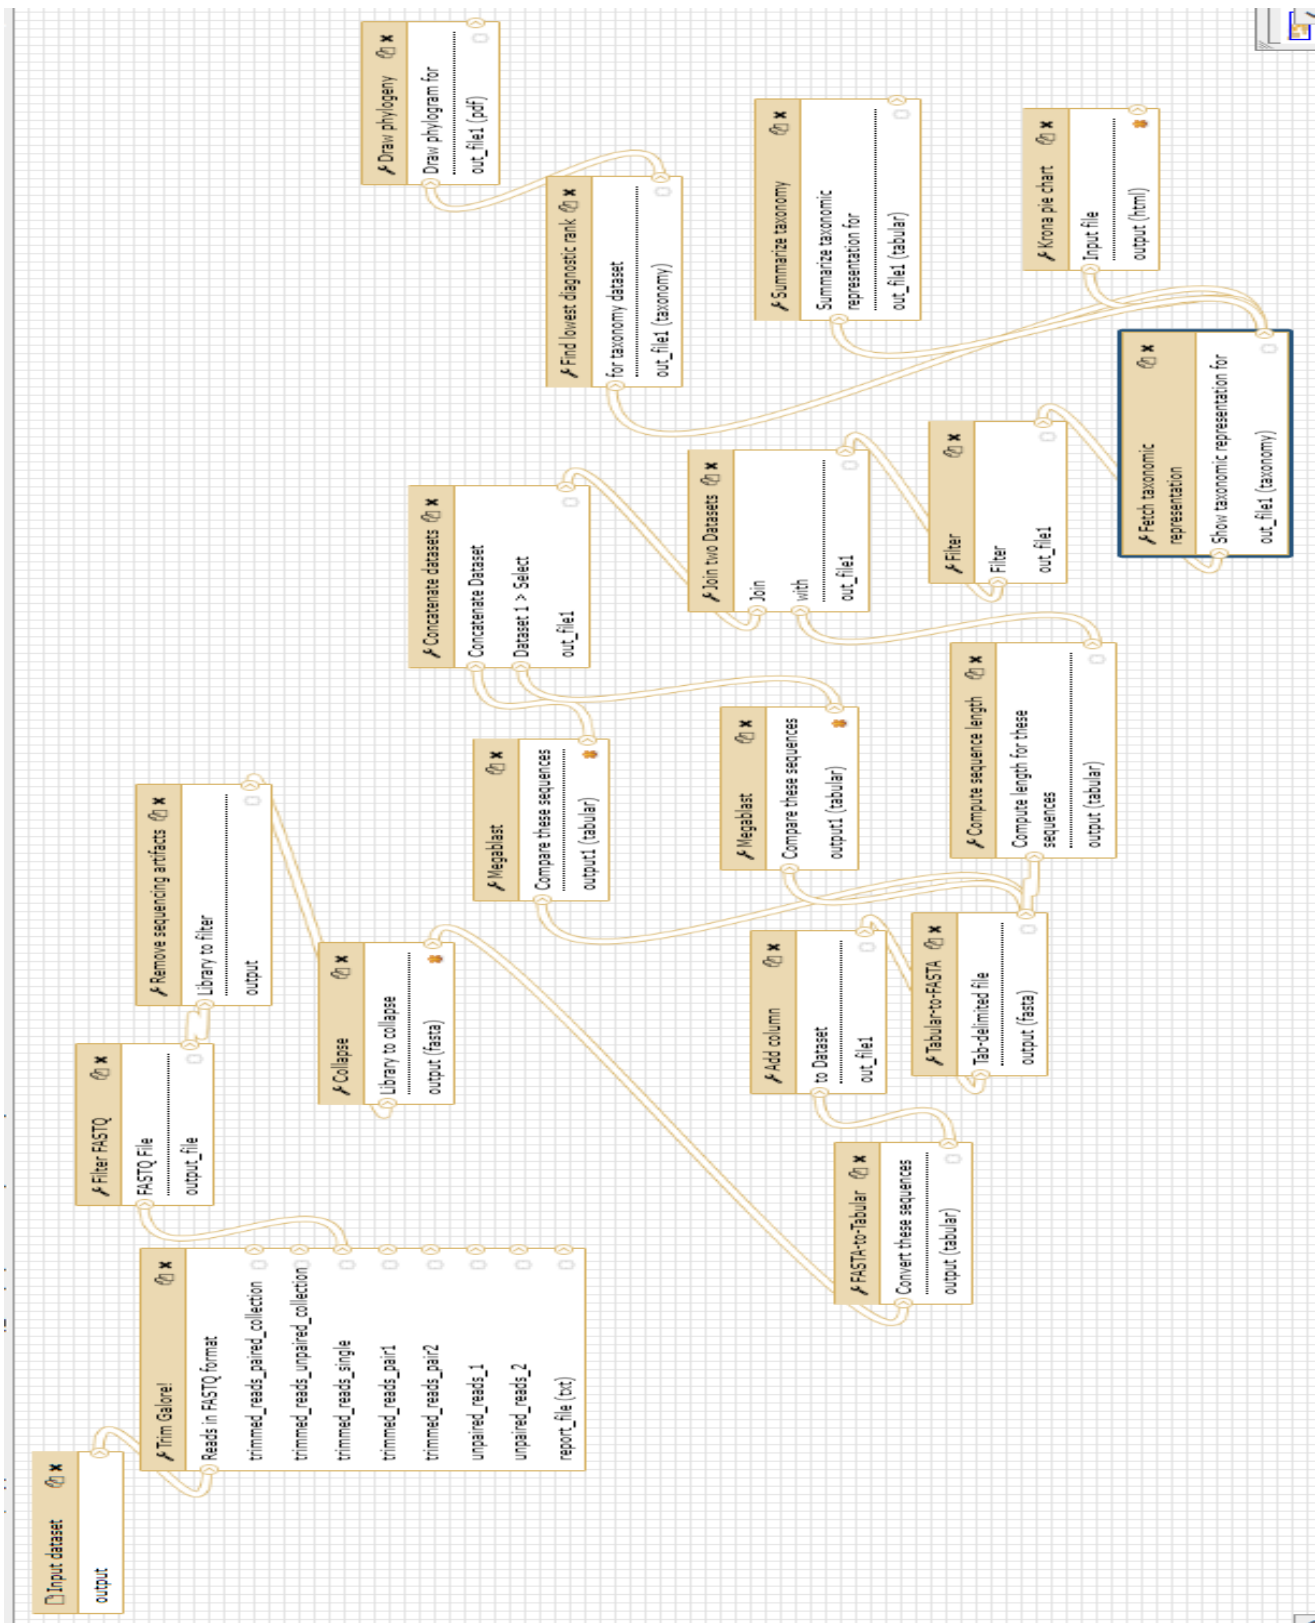 Input dataset
output
Trim Galore!
Reads in FASTQ format
trimmed_reads_paired_collection
trimmed_reads_unpaired_collection
trimmed_reads_single
trimmed_reads_pair1
trimmed_reads_pair2
unpaired_reads_1
unpaired_reads_2
report_file (txt)
Filter FASTQ
FASTQ File
output_file
Remove sequencing artifacts
Library to filter
output
Collapse
Library to collapse
output (fasta)
FASTA-to-Tabular
Convert these sequences
output (tabular)
Add column
to Dataset
out_file1
Tabular-to-FASTA
Tab-delimited file
output (fasta)
Megablast
Compare these sequences
output1 (tabular)
Megablast
Compare these sequences
output1 (tabular)
Compute sequence length
Compute length for these
sequences
output (tabular)
Concatenate datasets
Concatenate Dataset
Dataset 1 > Select
out_file1
Join two Datasets
Join
with
out_file1
Filter
Filter
out_file1
Fetch taxonomic
representation
Show taxonomic representation for
out_file1 (taxonomy)
Find lowest diagnostic rank
for taxonomy dataset
out_file1 (taxonomy)
Draw phylogeny
Draw phylogram for
out_file1 (pdf)
Summarize taxonomy
Summarize taxonomic
representation for
out_file1 (tabular)
Krona pie chart
Input file
output (html)